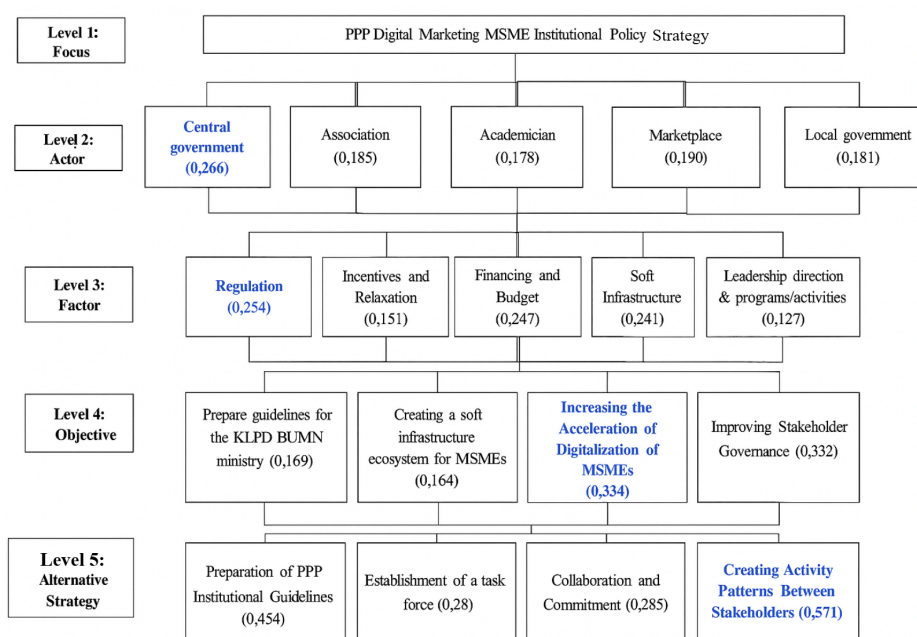 Level 1:
Focus
PPP Digital Marketing MSME Institutional Policy Strategy
Level 2:
Actor
Central
government
(0,266)
Association
(0,185)
Academician
(0,178)
Marketplace
(0,190)
Local government
(0,181)
Level 3:
Factor
Regulation
(0,254)
Incentives and
Relaxation
(0,151)
Financing and
Budget
(0,247)
Soft
Infrastructure
(0,241)
Leadership direction
& programs/activities
(0,127)
Level 4:
Objective
Prepare guidelines for
the KLPD BUMN
ministry (0,169)
Creating a soft
infrastructure
ecosystem for MSMEs
(0,164)
Increasing the
Acceleration of
Digitalization of
MSMEs
(0,334)
Improving Stakeholder
Governance (0,332)
Level 5:
Alternative
Strategy
Preparation of PPP
Institutional Guidelines
(0,454)
Establishment of a task
force (0,28)
Collaboration and
Commitment (0,285)
Creating Activity
Patterns Between
Stakeholders (0,571)